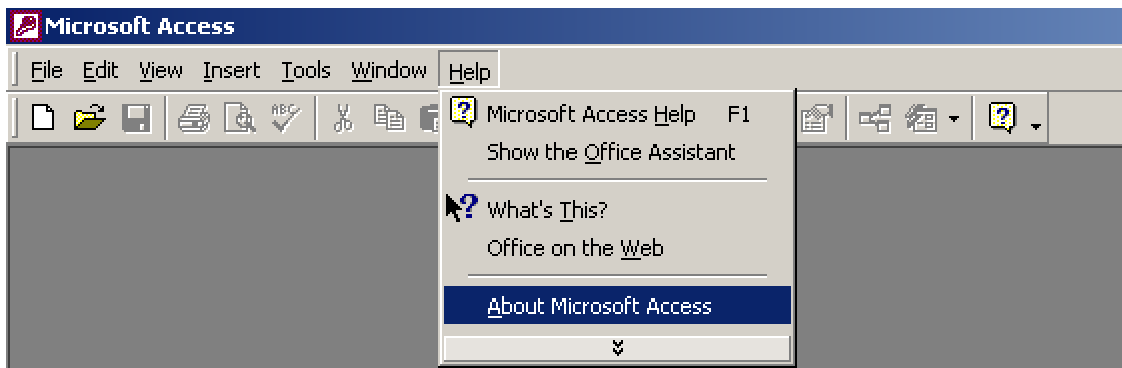 Microsoft Access
File Edit View Insert Tools Window Help
ABC
Microsoft Access Help F1
Show the Office Assistant
What's This?
Office on the Web
About Microsoft Access